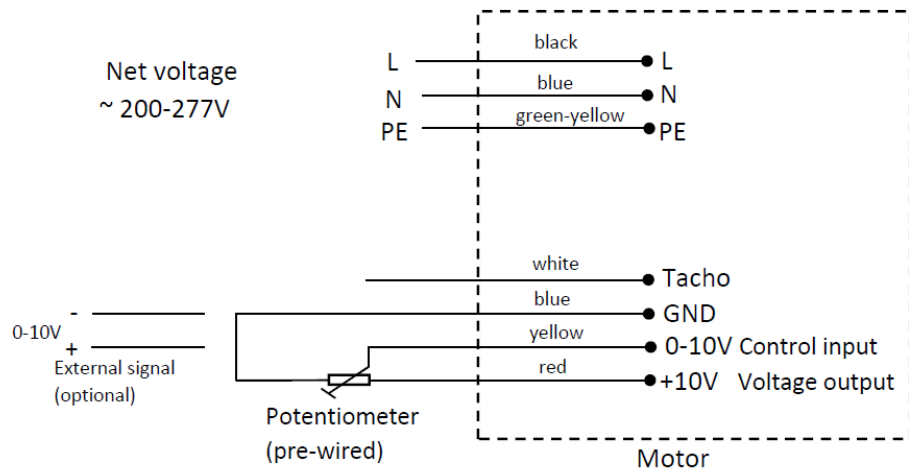 black
L
L
Net voltage
~ 200-277V
blue
N
N
green-yellow
PE
PE
white
Tacho
-
blue
GND
0-10V
yellow
0-10V Control input
+
External signal
(optional)
red
+10V Voltage output
Potentiometer
(pre-wired)
Motor